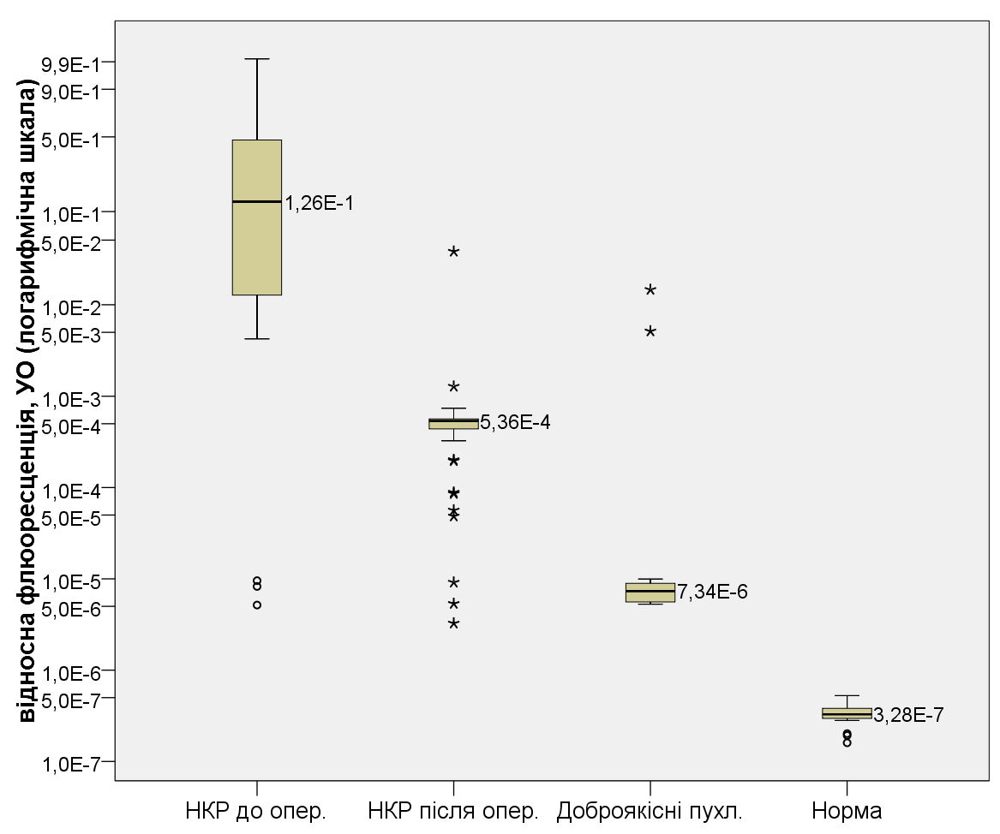 відносна флюоресценція, УО (логарифмічна шкала)
9,9E-1
9,0E-1
5,0E-1
1,0E-1
5,0E-2
1,0E-2
5,0E-3
1,0E-3
5,0E-4
1,0E-4
5,0E-5
1,0E-5
5,0E-6
1,0E-6
5,0E-7
1,0E-7
1,26E-1
5,36E-4
7,34E-6
3,28E-7
НКР до опер.
НКР після опер.
Доброякісні пухл.
Норма